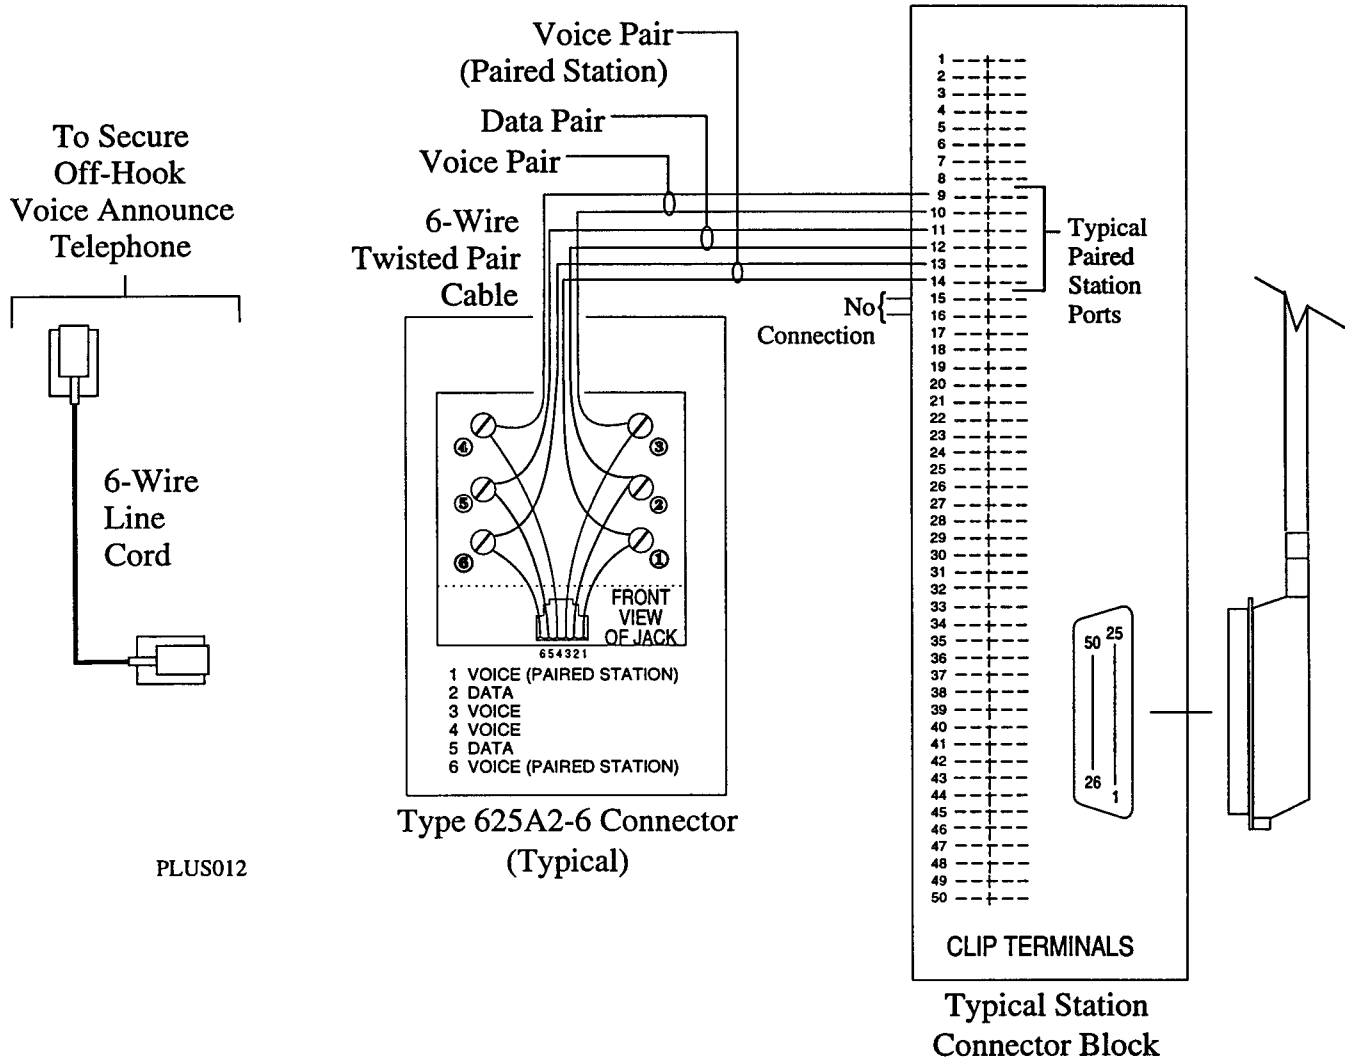 Voice Pair
(Paired Station)
Data Pair
Voice Pair
6-Wire
Twisted Pair
Cable
To Secure
Off-Hook
Voice Announce
Telephone
6-Wire
Line
Cord
No
Connection
4
5
6
3
2
1
FRONT
VIEW
OF JACK
654321
1 VOICE (PAIRED STATION)
2 DATA
3 VOICE
4 VOICE
5 DATA
6 VOICE (PAIRED STATION)
Type 625A2-6 Connector
(Typical)
PLUS012
1
2
3
4
5
6
7
8
9
10
11
12
13
14
15
16
17
18
19
20
21
22
23
24
25
26
27
28
29
30
31
32
33
34
35
36
37
38
39
40
41
42
43
44
45
46
47
48
49
50
Typical
Paired
Station
Ports
50 25
26 1
CLIP TERMINALS
Typical Station
Connector Block